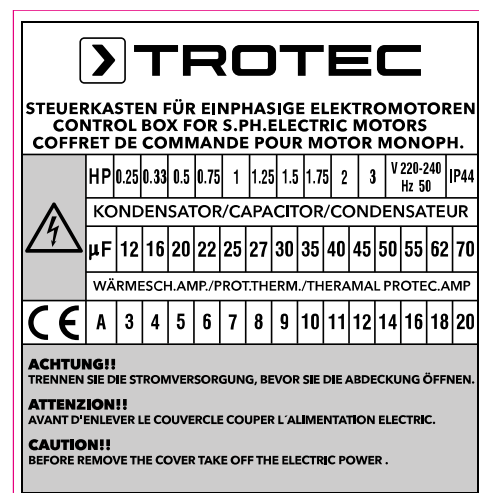 TROTEC
STEUERKASTEN FÜR EINPHASIGE ELEKTROMOTOREN
CONTROL BOX FOR S.PH.ELECTRIC MOTORS
COFFRET DE COMMANDE POUR MOTOR MONOPH.
HP 0.25 0.33 0.5 0.75 1 1.25 1.5 1.75 2 3 V 220-240 Hz 50 IP44
KONDENSATOR/CAPACITOR/CONDENSATEUR
µF 12 16 20 22 25 27 30 35 40 45 50 55 62 70
WÄRMESCH.AMP./PROT.THERM./THERAMAL PROTEC.AMP
CE A 3 4 5 6 7 8 9 10 11 12 14 16 18 20
ACHTUNG!!
TRENNEN SIE DIE STROMVERSORGUNG, BEVOR SIE DIE ABDECKUNG ÖFFNEN.
ATTENZION!!
AVANT D'ENLEVER LE COUVERCLE COUPER L´ALIMENTATION ELECTRIC.
CAUTION!!
BEFORE REMOVE THE COVER TAKE OFF THE ELECTRIC POWER .